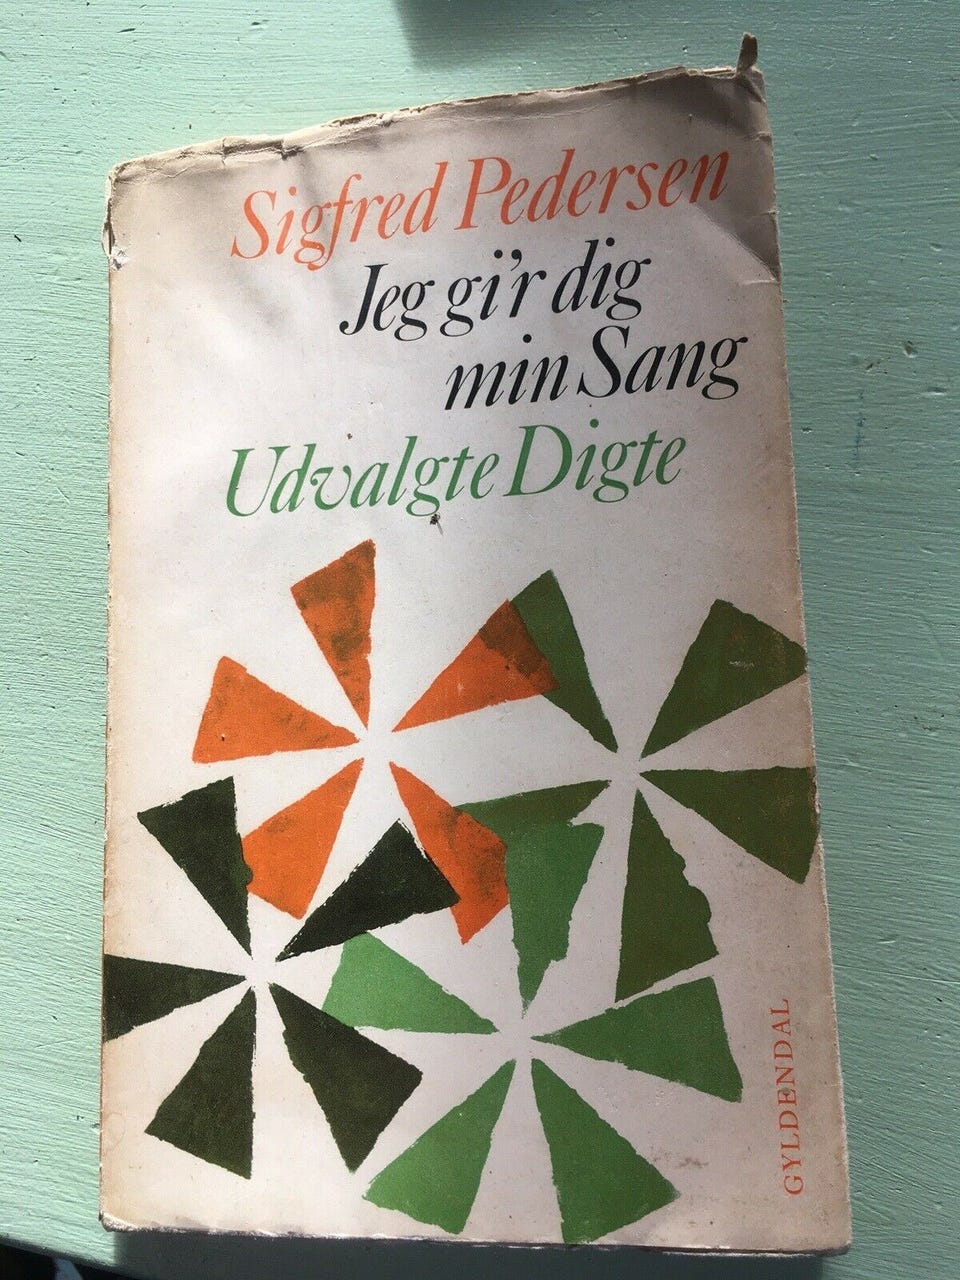 Sigfred Pedersen
Jeg gi'r dig
min Sang
Udvalgte Digte
GYLDENDAL